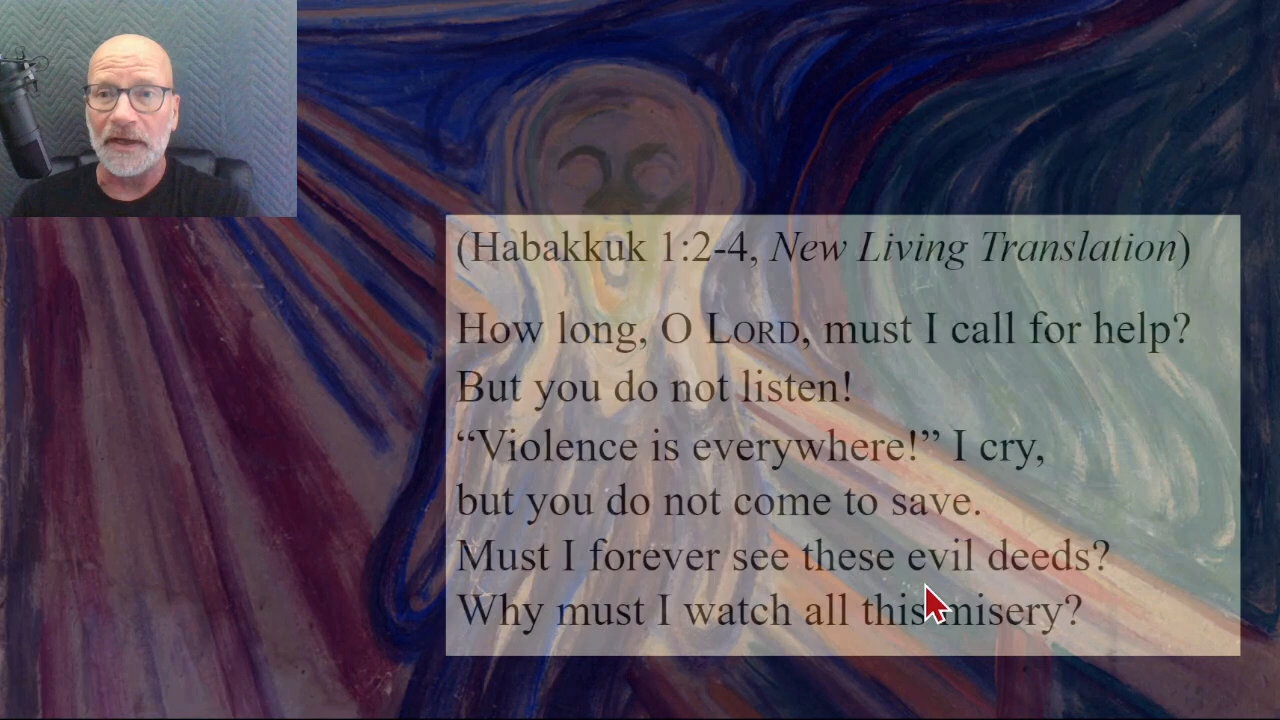 (Habakkuk 1:2-4, New Living Translation)
How long, O LORD, must I call for help?
But you do not listen!
“Violence is everywhere!” I cry,
but you do not come to save.
Must I forever see these evil deeds?
Why must I watch all this misery?